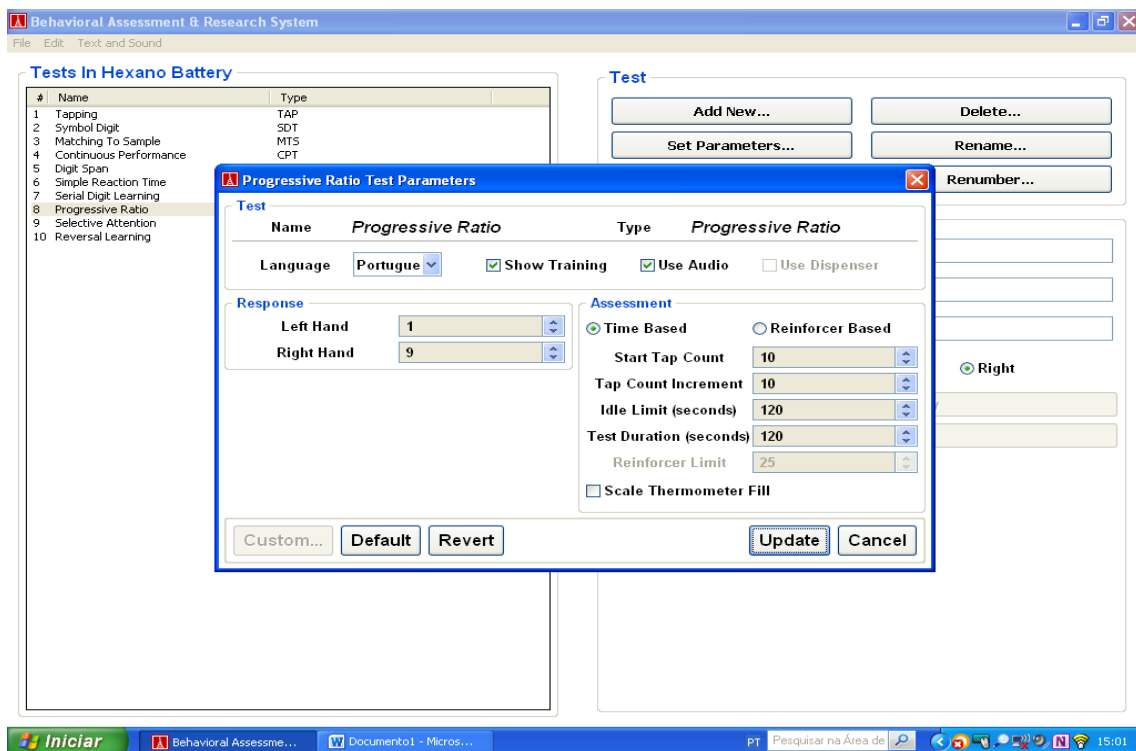 Behavioral Assessment & Research System
File Edit Text and Sound
Tests In Hexano Battery
# Name Type
1 Tapping TAP
2 Symbol Digit SDT
3 Matching To Sample MTS
4 Continuous Performance CPT
5 Digit Span
6 Simple Reaction Time
7 Serial Digit Learning
8 Progressive Ratio
9 Selective Attention
10 Reversal Learning
Test
Add New... Delete...
Set Parameters... Rename...
Renumber...
Right
Progressive Ratio Test Parameters
Test
Name Progressive Ratio Type Progressive Ratio
Language Portugue Show Training Use Audio Use Dispenser
Response
Left Hand 1
Right Hand 9
Assessment
Time Based Reinforcer Based
Start Tap Count 10
Tap Count Increment 10
Idle Limit (seconds) 120
Test Duration (seconds) 120
Reinforcer Limit 25
Scale Thermometer Fill
Custom... Default Revert Update Cancel
Iniciar Behavioral Assessme... Documento1 - Micros... PT Pesquisar na Área de 15:01